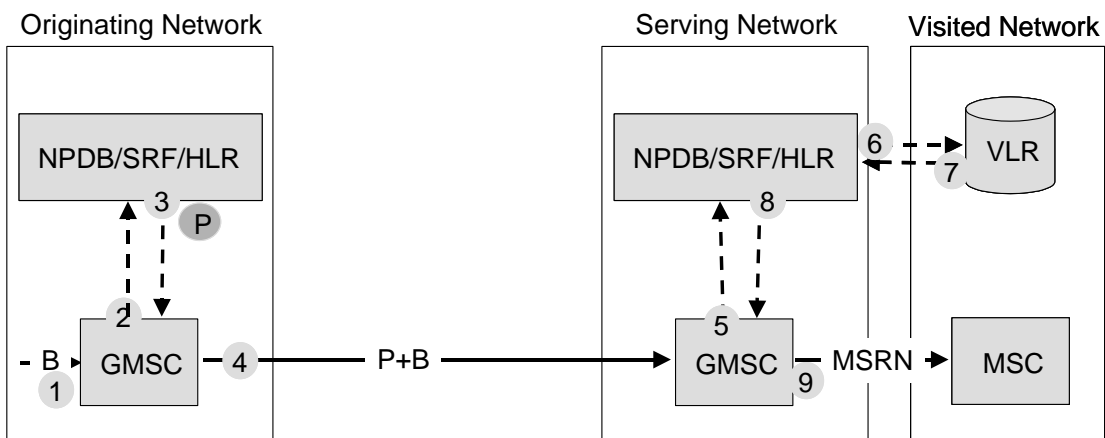 Originating Network
Serving Network
Visited Network
NPDB/SRF/HLR
NPDB/SRF/HLR
6
7
VLR
3
P
8
2
5
B
1
GMSC
4
P+B
GMSC
9
MSRN
MSC